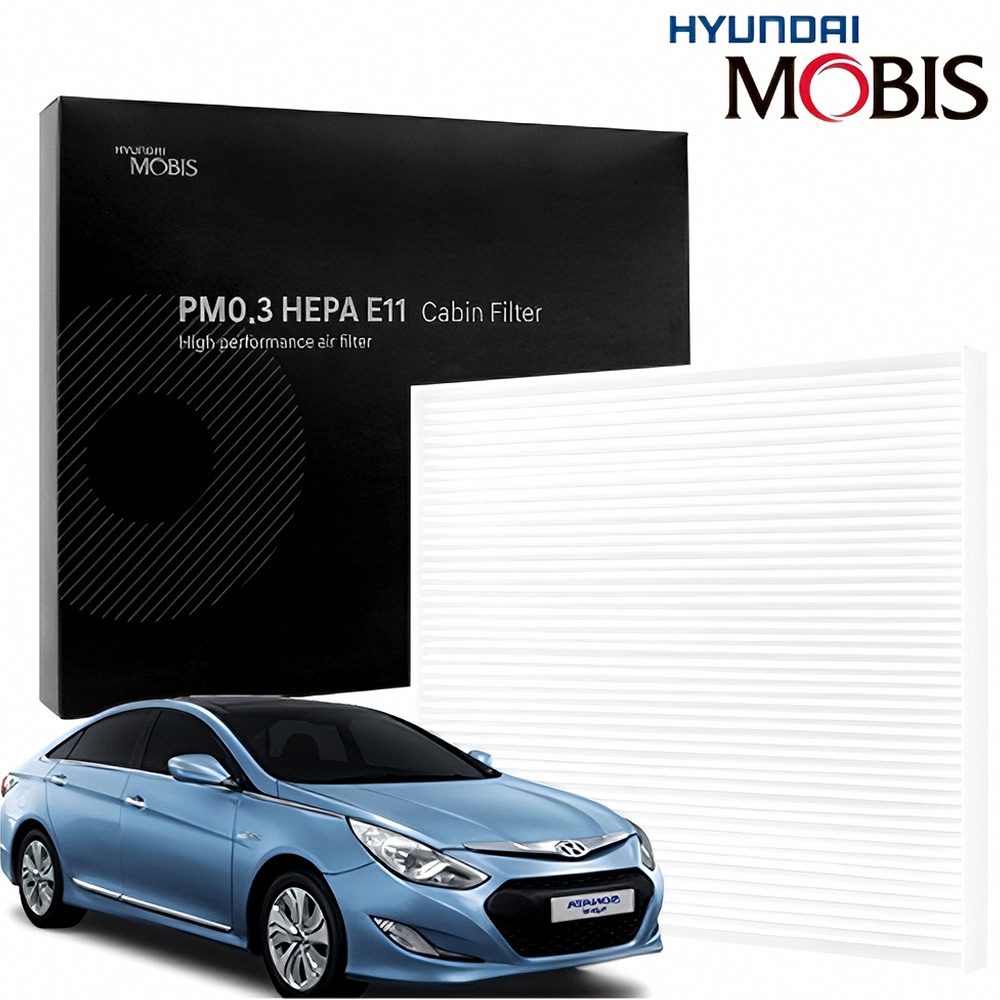 HYUNDAI
MOBIS
HYUNDAI
MOBIS
PM0.3 HEPA E11 Cabin Filter
High performance air filter